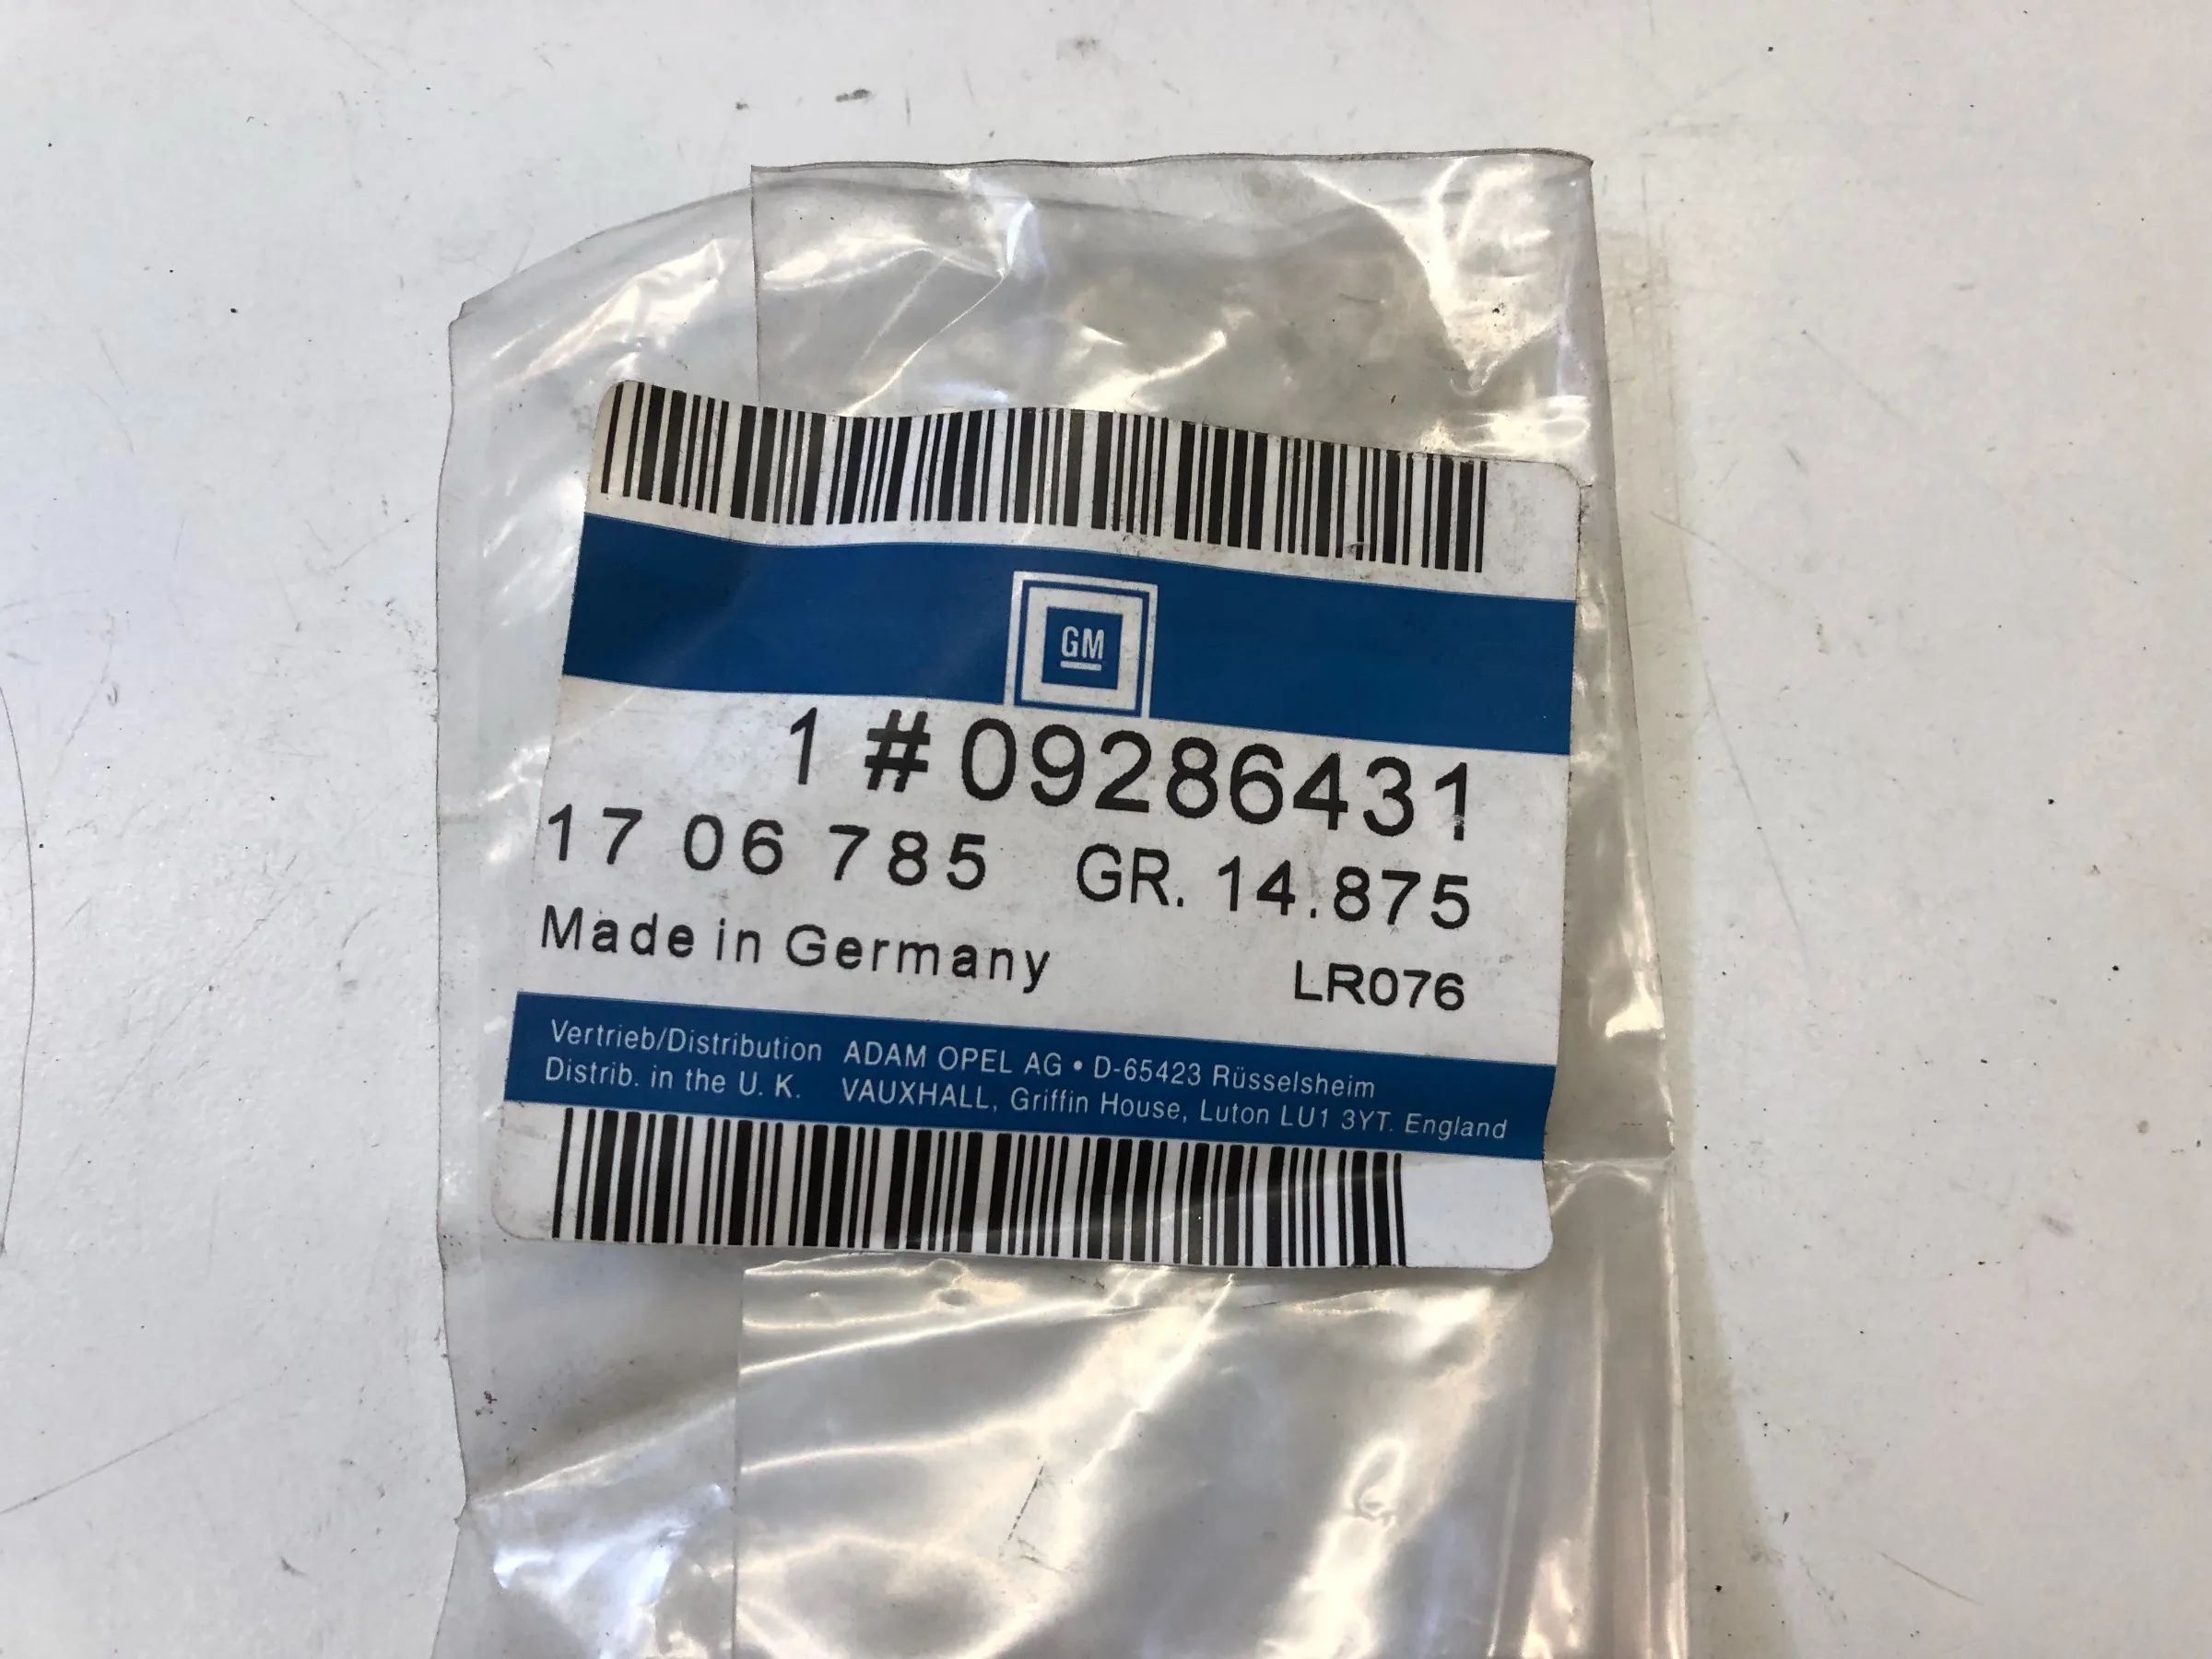 GM
1 #09286431
17 06 785 GR. 14.875
Made in Germany LR076
Vertrieb/Distribution ADAM OPEL AG • D-65423 Rüsselsheim
Distrib. in the U. K. VAUXHALL, Griffin House, Luton LU1 3YT. England